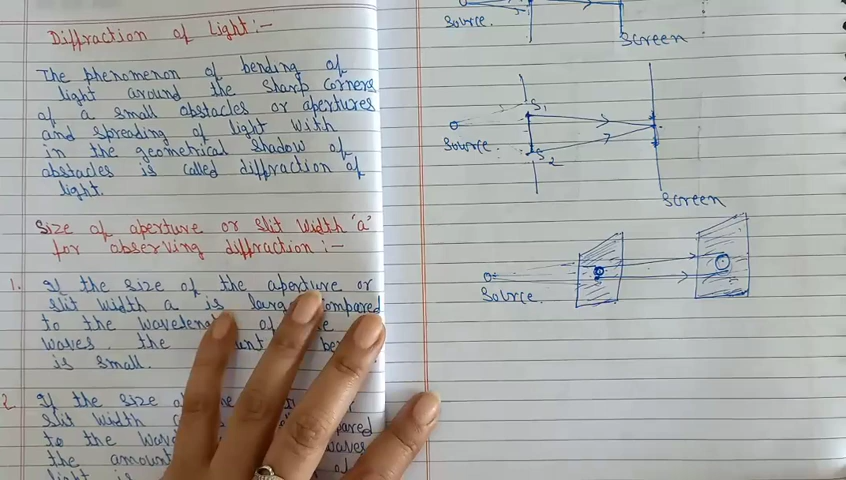 Diffraction of Light:-
The phenomenon of bending of
light around the sharp corners
of a small obstacles or apertures
and spreading of light with
in the geometrical shadow of
obstacles is called diffraction of
light.
Size of aperture or slit width 'a'
for observing diffraction:-
1. If the size of the aperture or
slit width a is large compared
to the of
waves the
is small.
2. If the size
slit width
to the waves
the amount of
light is
Source.
Screen
S1
Source.
S2
Screen
Source.